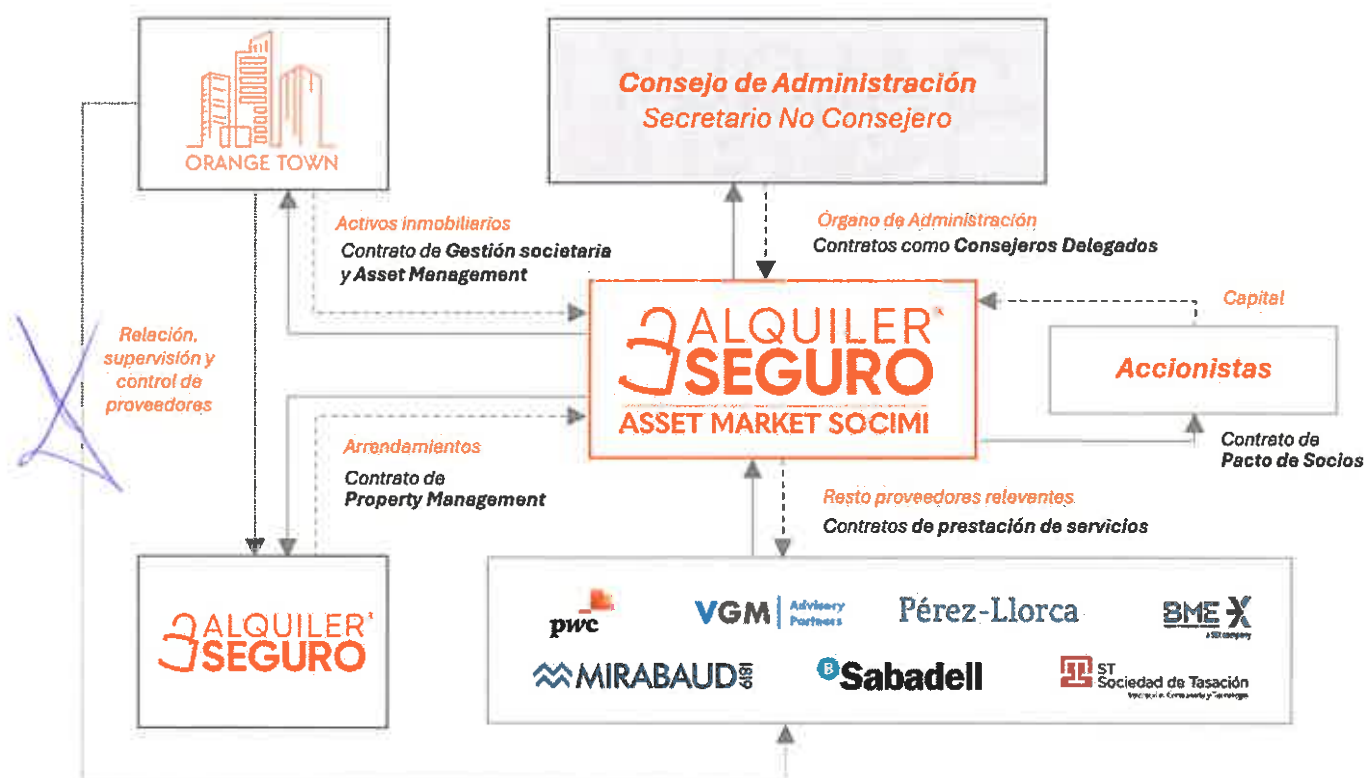 ORANGE TOWN
Consejo de Administración
Secretario No Consejero
Activos inmobiliarios
Contrato de Gestión societaria
y Asset Management
Órgano de Administración
Contratos como Consejeros Delegados
Relación,
supervisión y
control de
proveedores
ALQUILER
SEGURO
ASSET MARKET SOCIMI
Capital
Accionistas
Contrato de
Pacto de Socios
Arrendamientos
Contrato de
Property Management
Resto proveedores relevantes
Contratos de prestación de servicios
ALQUILER
SEGURO
pwc
VGM Advisory
Partners
Pérez-Llorca
BME X
a SIX company
MIRABAUD 1819
B Sabadell
ST
Sociedad de Tasación